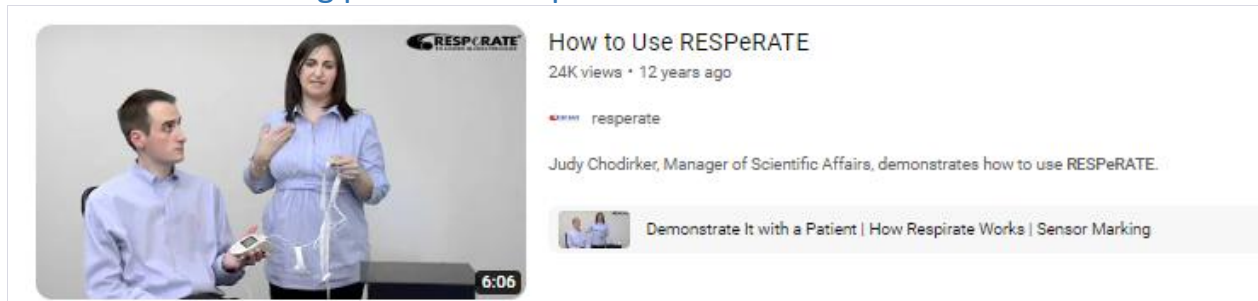 RESPeRATE
How to Use RESPeRATE
24K views • 12 years ago
resperate
Judy Chodirker, Manager of Scientific Affairs, demonstrates how to use RESPeRATE.
Demonstrate It with a Patient | How Respirate Works | Sensor Marking
6:06